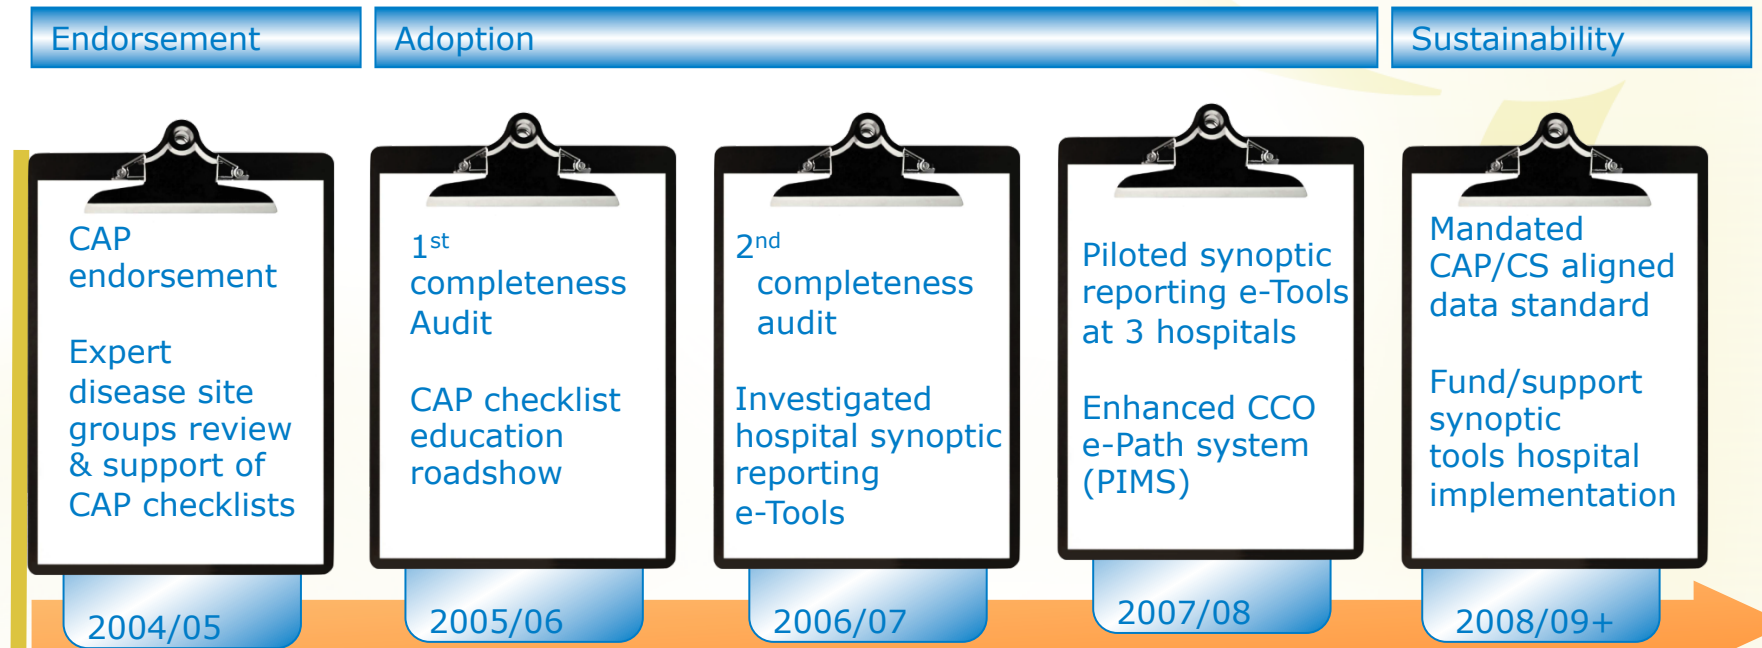 Endorsement
Adoption
Sustainability
CAP
endorsement
Expert
disease site
groups review
& support of
CAP checklists
2004/05
1st
completeness
Audit
CAP checklist
education
roadshow
2005/06
2nd
completeness
audit
Investigated
hospital synoptic
reporting
e-Tools
2006/07
Piloted synoptic
reporting e-Tools
at 3 hospitals
Enhanced CCO
e-Path system
(PIMS)
2007/08
Mandated
CAP/CS aligned
data standard
Fund/support
synoptic
tools hospital
implementation
2008/09+